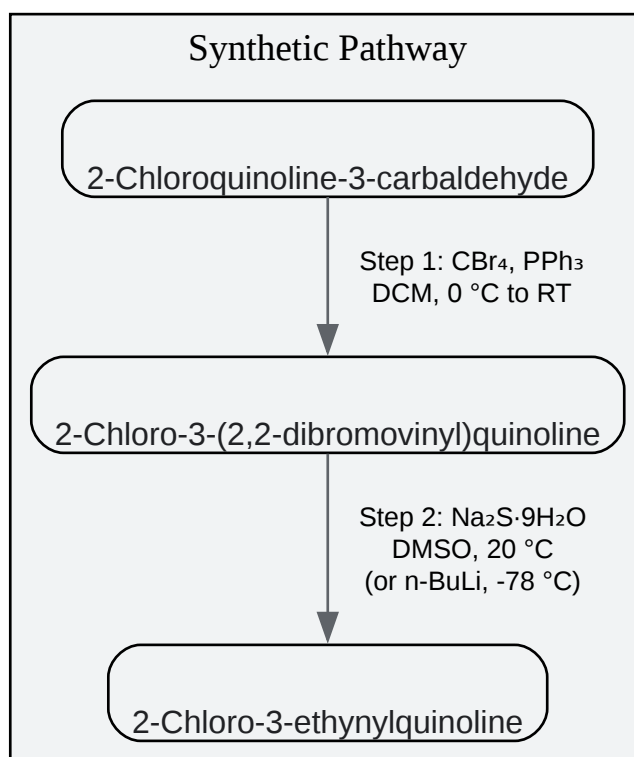 Synthetic Pathway
2-Chloroquinoline-3-carbaldehyde
Step 1: CBr₄, PPh₃
DCM, 0 °C to RT
2-Chloro-3-(2,2-dibromovinyl)quinoline
Step 2: Na₂S·9H₂O
DMSO, 20 °C
(or n-BuLi, -78 °C)
2-Chloro-3-ethynylquinoline